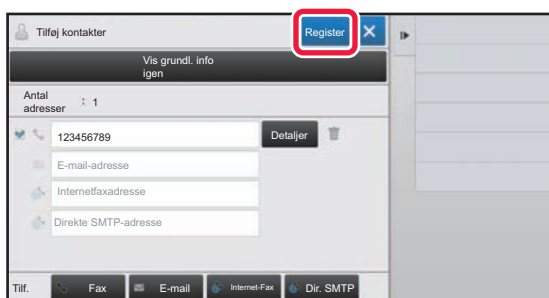 Tilføj kontakter
Register
Vis grundl. info
igen
Antal
adresser : 1
123456789
Detaljer
E-mail-adresse
Internetfaxadresse
Direkte SMTP-adresse
Tilf.
Fax
E-mail
Internet-Fax
Dir. SMTP